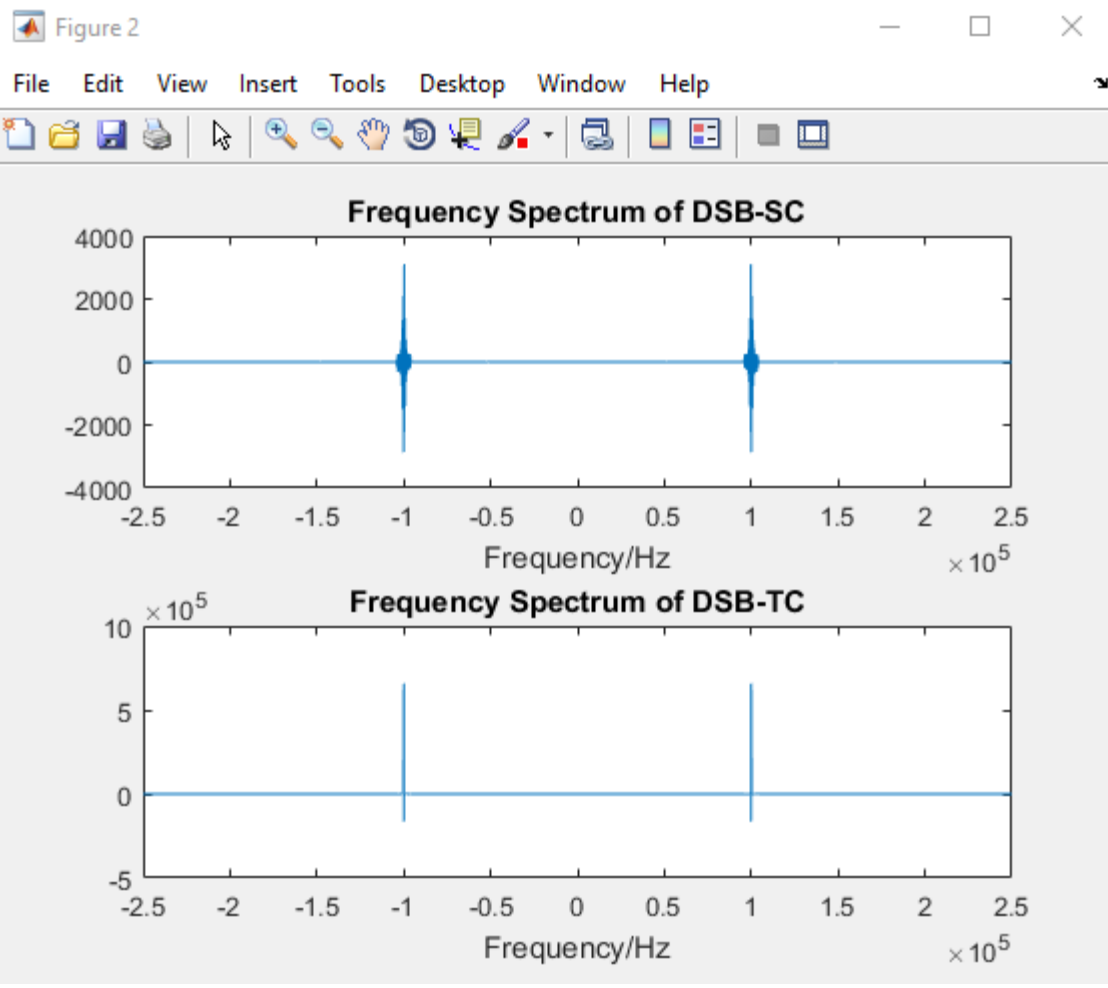 Figure 2
File Edit View Insert Tools Desktop Window Help
Frequency Spectrum of DSB-SC
4000
2000
0
-2000
-4000
-2.5 -2 -1.5 -1 -0.5 0 0.5 1 1.5 2 2.5
Frequency/Hz
×10^5
Frequency Spectrum of DSB-TC
×10^5
10
5
0
-5
-2.5 -2 -1.5 -1 -0.5 0 0.5 1 1.5 2 2.5
Frequency/Hz
×10^5